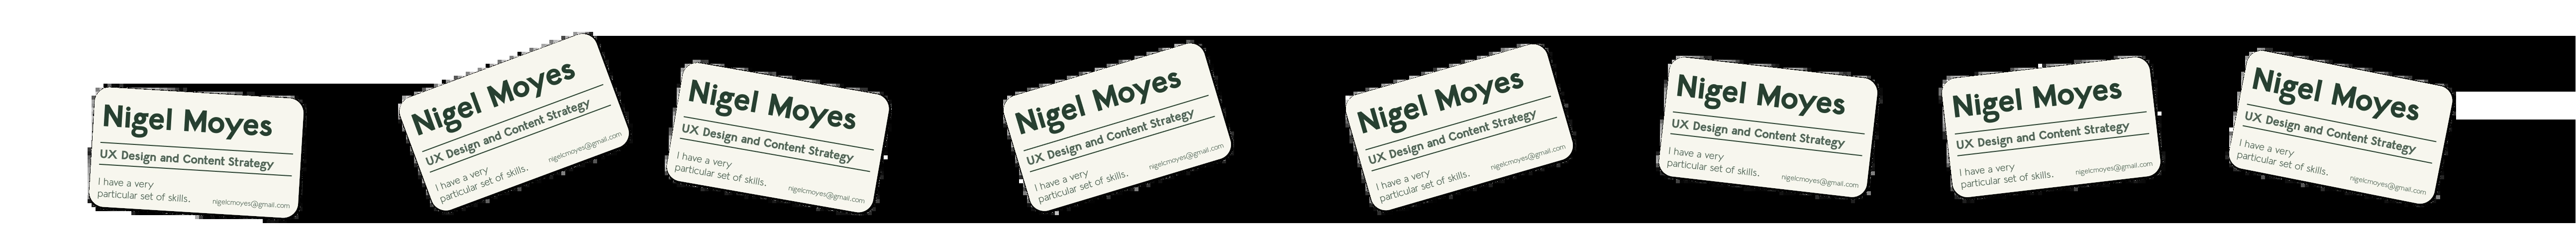 Nigel Moyes
UX Design and Content Strategy
I have a very
particular set of skills.
nigelcmoyes@gmail.com
Nigel Moyes
UX Design and Content Strategy
I have a very
particular set of skills.
nigelcmoyes@gmail.com
Nigel Moyes
UX Design and Content Strategy
I have a very
particular set of skills.
nigelcmoyes@gmail.com
Nigel Moyes
UX Design and Content Strategy
I have a very
particular set of skills.
nigelcmoyes@gmail.com
Nigel Moyes
UX Design and Content Strategy
I have a very
particular set of skills.
nigelcmoyes@gmail.com
Nigel Moyes
UX Design and Content Strategy
I have a very
particular set of skills.
nigelcmoyes@gmail.com
Nigel Moyes
UX Design and Content Strategy
I have a very
particular set of skills.
nigelcmoyes@gmail.com
Nigel Moyes
UX Design and Content Strategy
I have a very
particular set of skills.
nigelcmoyes@gmail.com